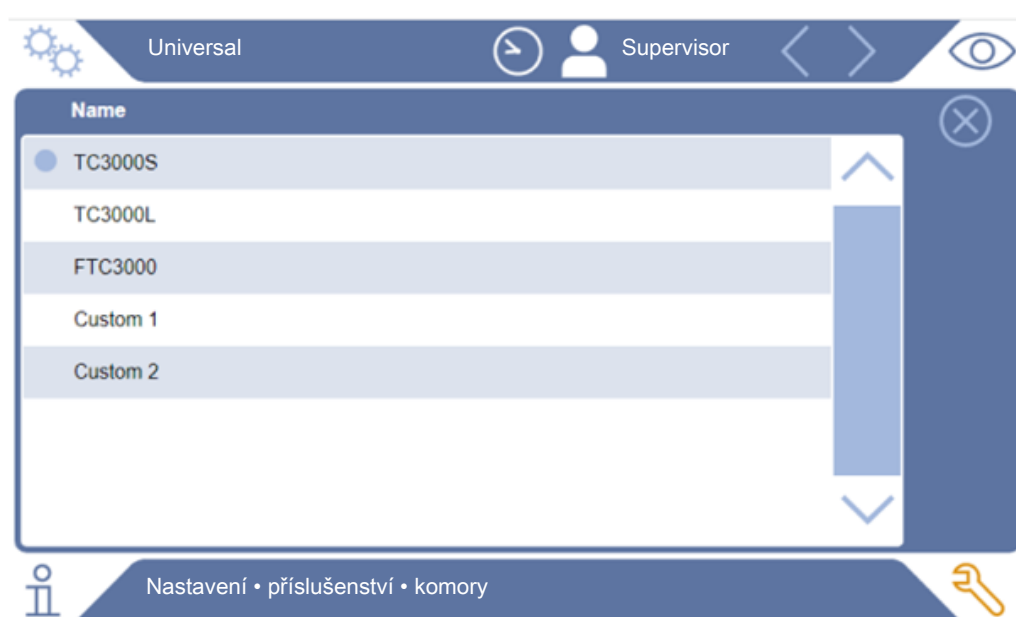 Universal
Supervisor
Name
TC3000S
TC3000L
FTC3000
Custom 1
Custom 2
Nastavení • příslušenství • komory